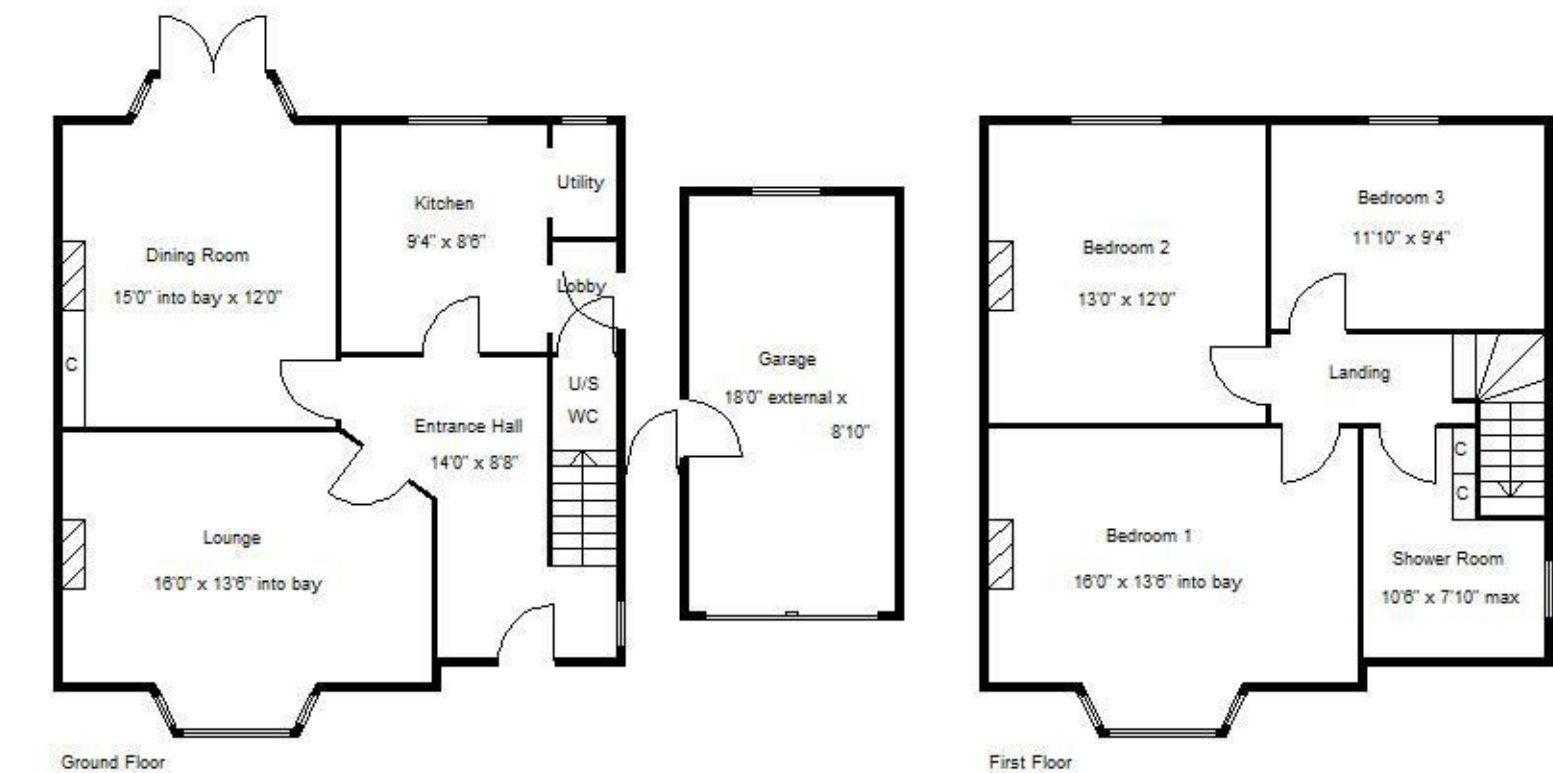 Utility
Kitchen
9'4" x 8'6"
Dining Room
15'0" into bay x 12'0"
Lobby
C
U/S
WC
Entrance Hall
14'0" x 8'8"
Lounge
16'0" x 13'6" into bay
Ground Floor
Garage
18'0" external x
8'10"
Bedroom 3
11'10" x 9'4"
Bedroom 2
13'0" x 12'0"
Landing
C
C
Bedroom 1
16'0" x 13'6" into bay
Shower Room
10'6" x 7'10" max
First Floor